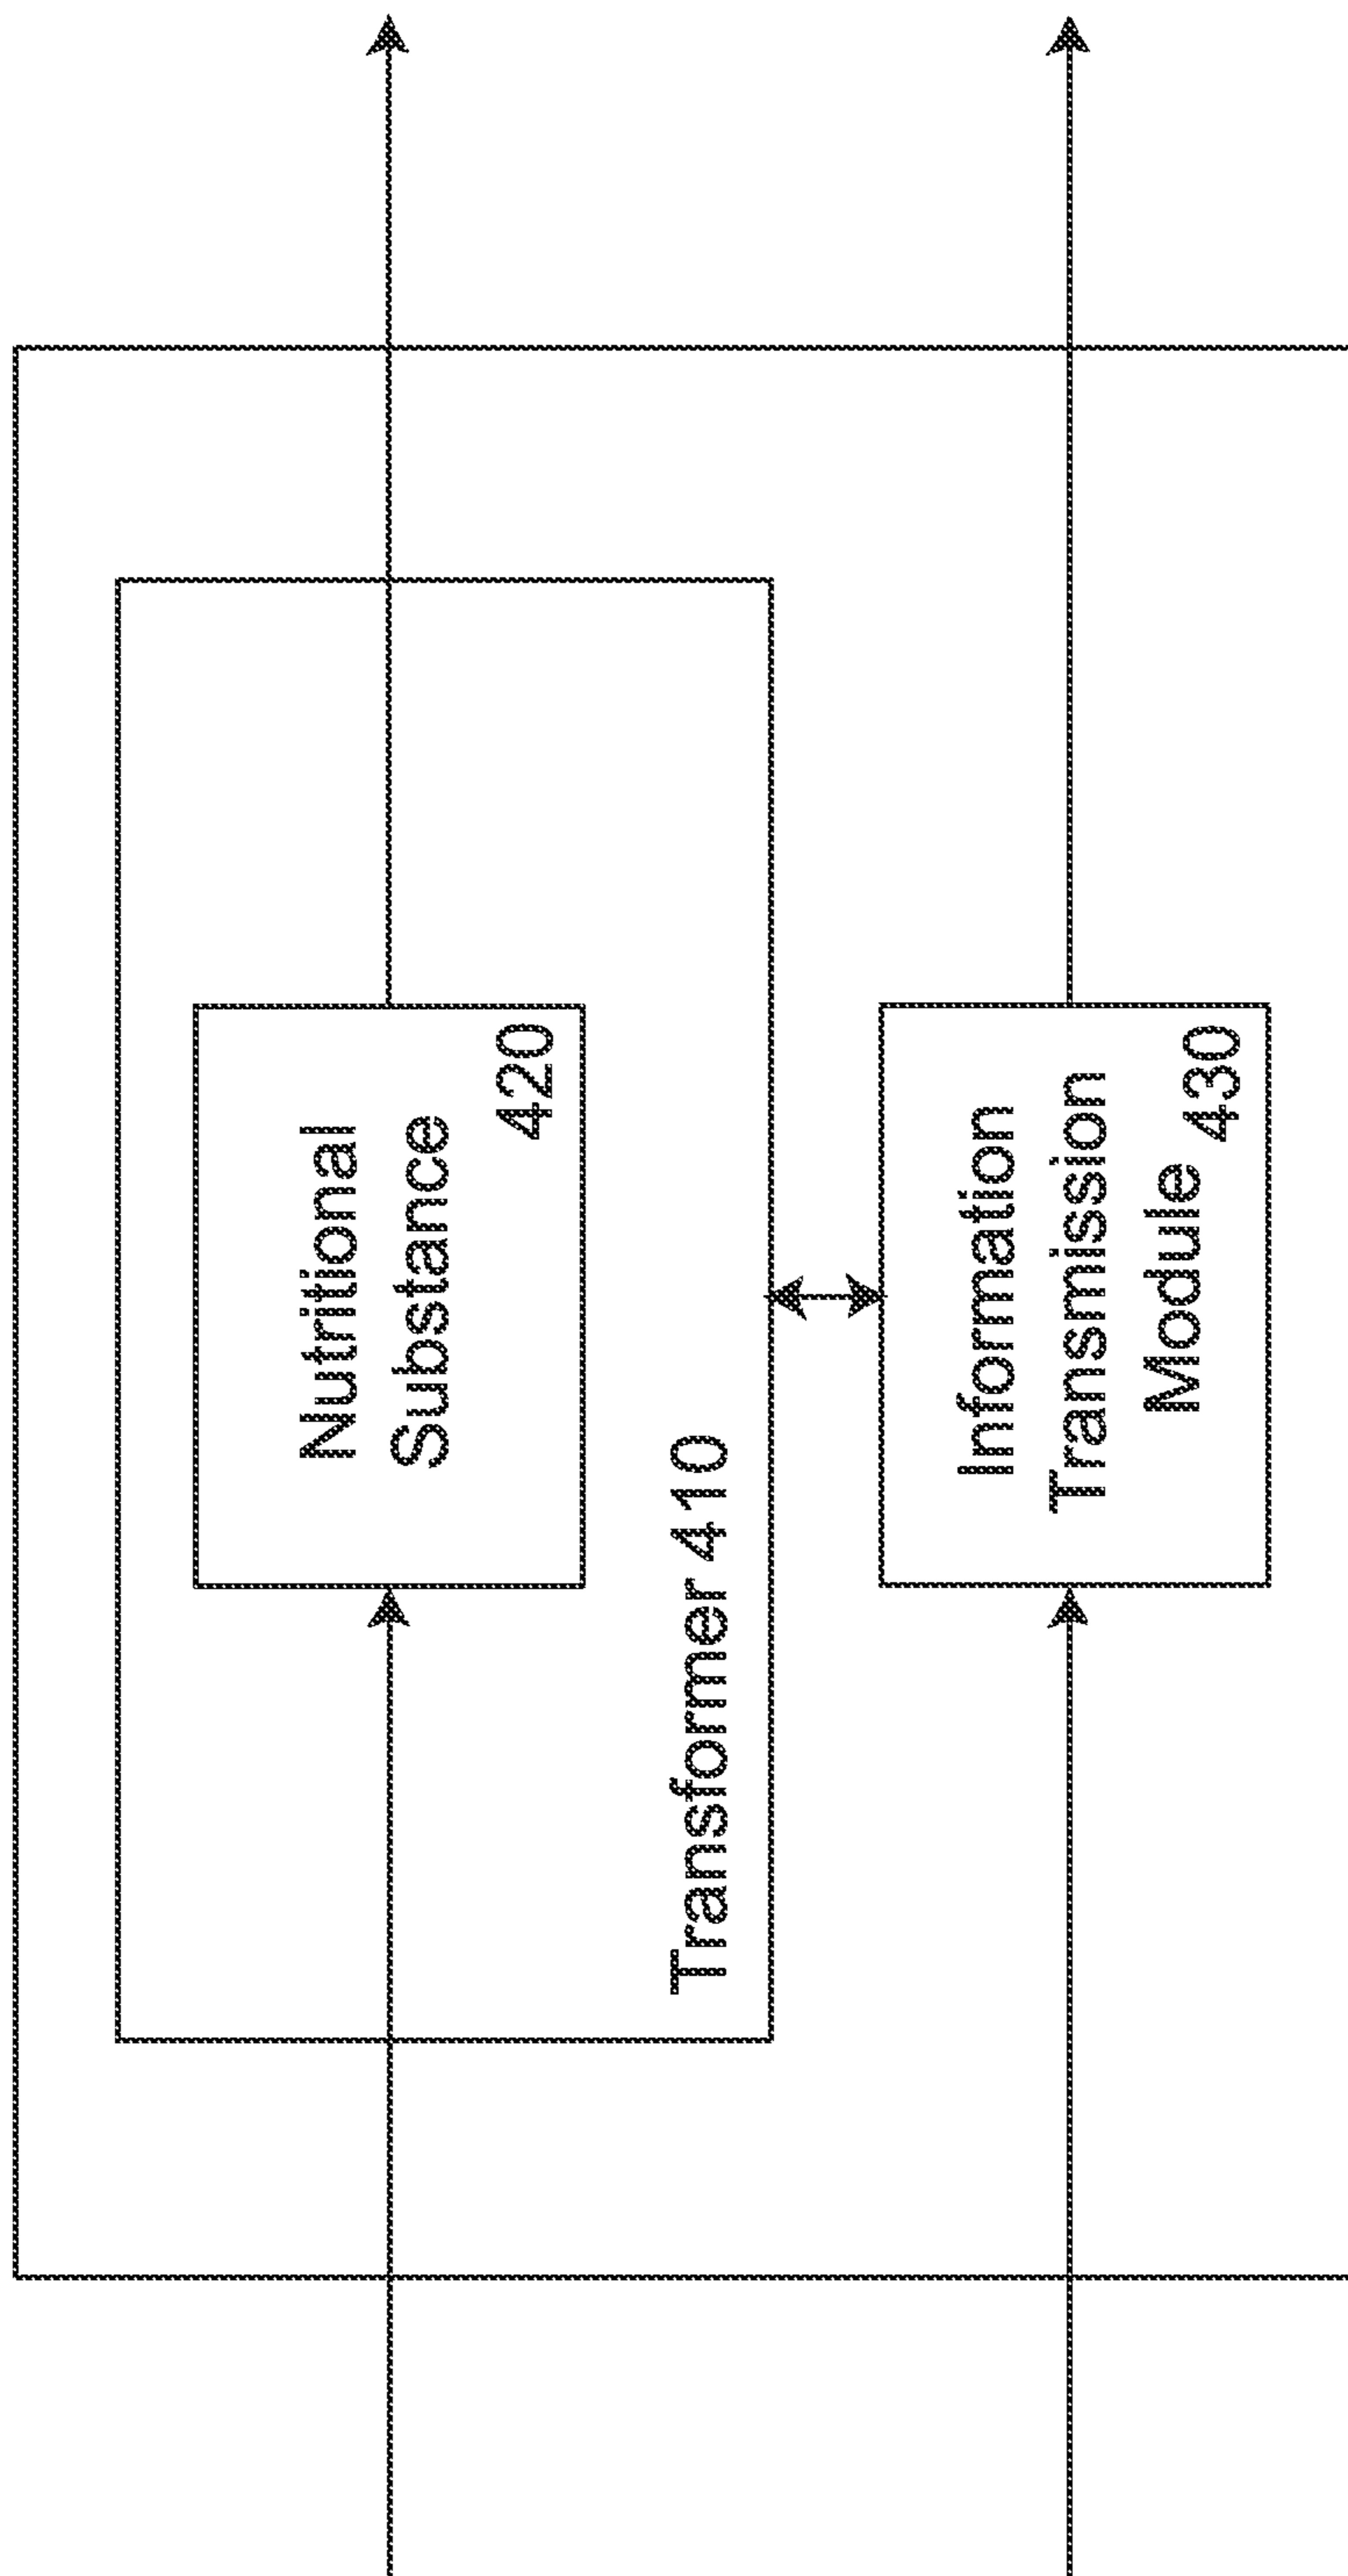 Nutritional
Substance
420
Transformer 410
Information
Transmission
Module 430